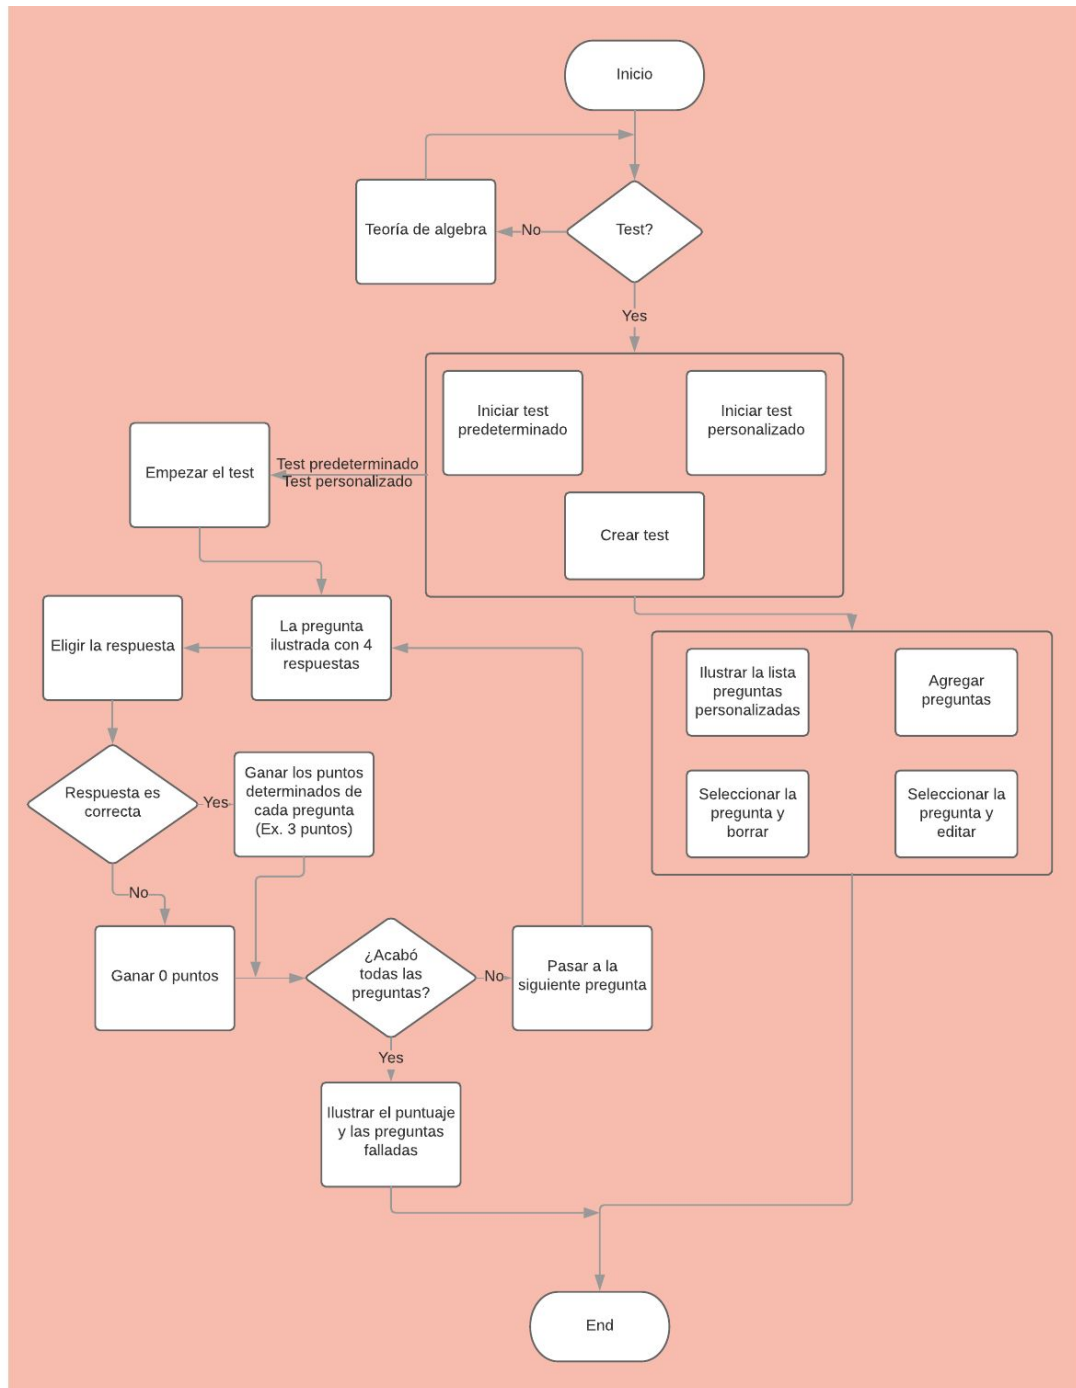 Inicio
Teoría de algebra
No
Test?
Yes
Iniciar test
predeterminado
Iniciar test
personalizado
Crear test
Empezar el test
Test predeterminado
Test personalizado
Eligir la respuesta
La pregunta
ilustrada con 4
respuestas
Ilustrar la lista
preguntas
personalizadas
Agregar
preguntas
Seleccionar la
pregunta y
borrar
Seleccionar la
pregunta y
editar
Respuesta es
correcta
Yes
Ganar los puntos
determinados de
cada pregunta
(Ex. 3 puntos)
No
Ganar 0 puntos
¿Acabó
todas las
preguntas?
No
Pasar a la
siguiente pregunta
Yes
Ilustrar el puntuaje
y las preguntas
falladas
End